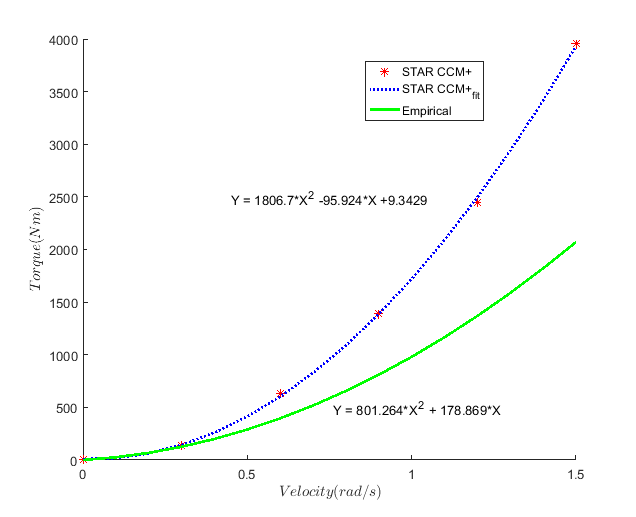 4000
3500
3000
2500
2000
1500
1000
500
0
Torque(Nm)
STAR CCM+
STAR CCM+fit
Empirical
Y = 1806.7*X2 -95.924*X +9.3429
Y = 801.264*X2 + 178.869*X
0 0.5 1 1.5
Velocity(rad/s)